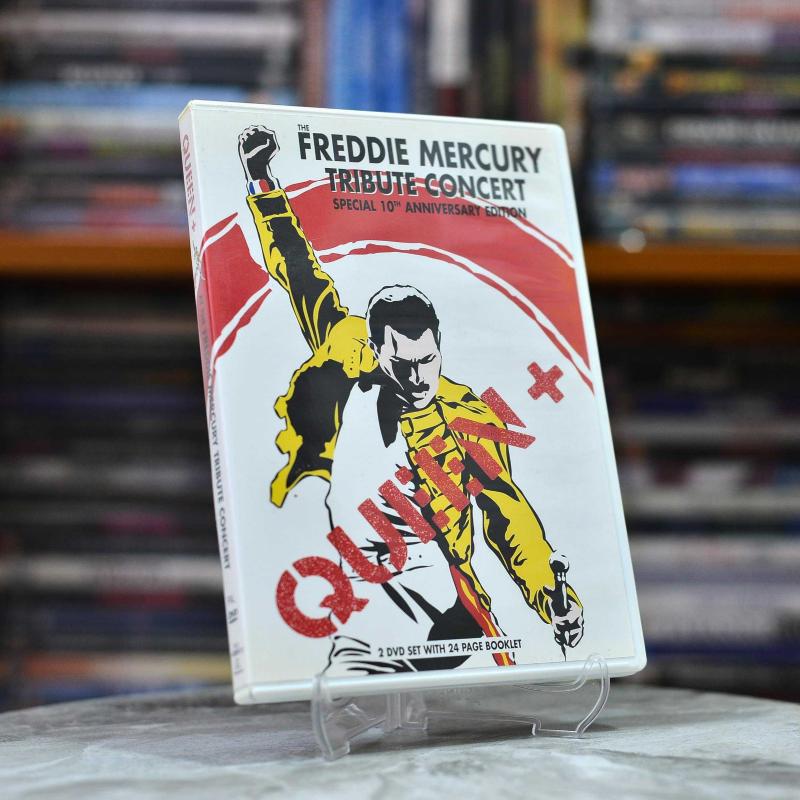 THE
FREDDIE MERCURY
TRIBUTE CONCERT
SPECIAL 10TH ANNIVERSARY EDITION
QUEEN +
2 DVD SET WITH 24 PAGE BOOKLET
QUEEN +
MERCURY TRIBUTE CONCERT